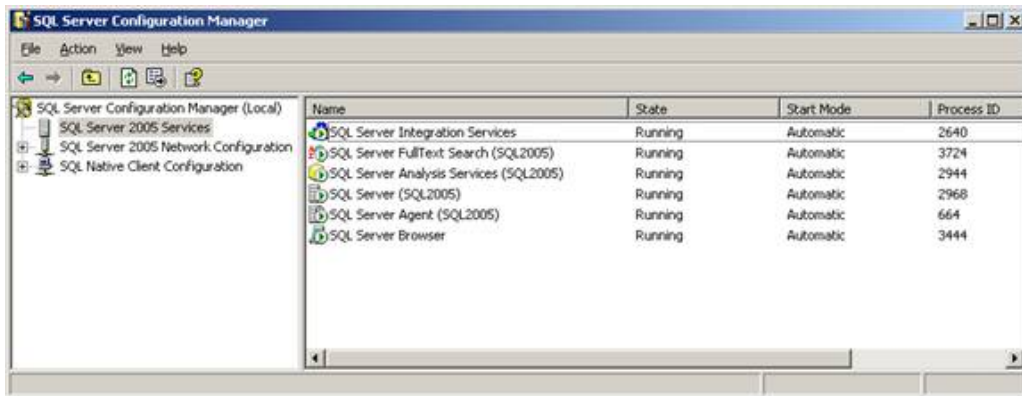 SQL Server Configuration Manager
File Action View Help
SQL Server Configuration Manager (Local)
SQL Server 2005 Services
SQL Server 2005 Network Configuration
SQL Native Client Configuration
Name State Start Mode Process ID
SQL Server Integration Services Running Automatic 2640
SQL Server FullText Search (SQL2005) Running Automatic 3724
SQL Server Analysis Services (SQL2005) Running Automatic 2944
SQL Server (SQL2005) Running Automatic 2968
SQL Server Agent (SQL2005) Running Automatic 664
SQL Server Browser Running Automatic 3444